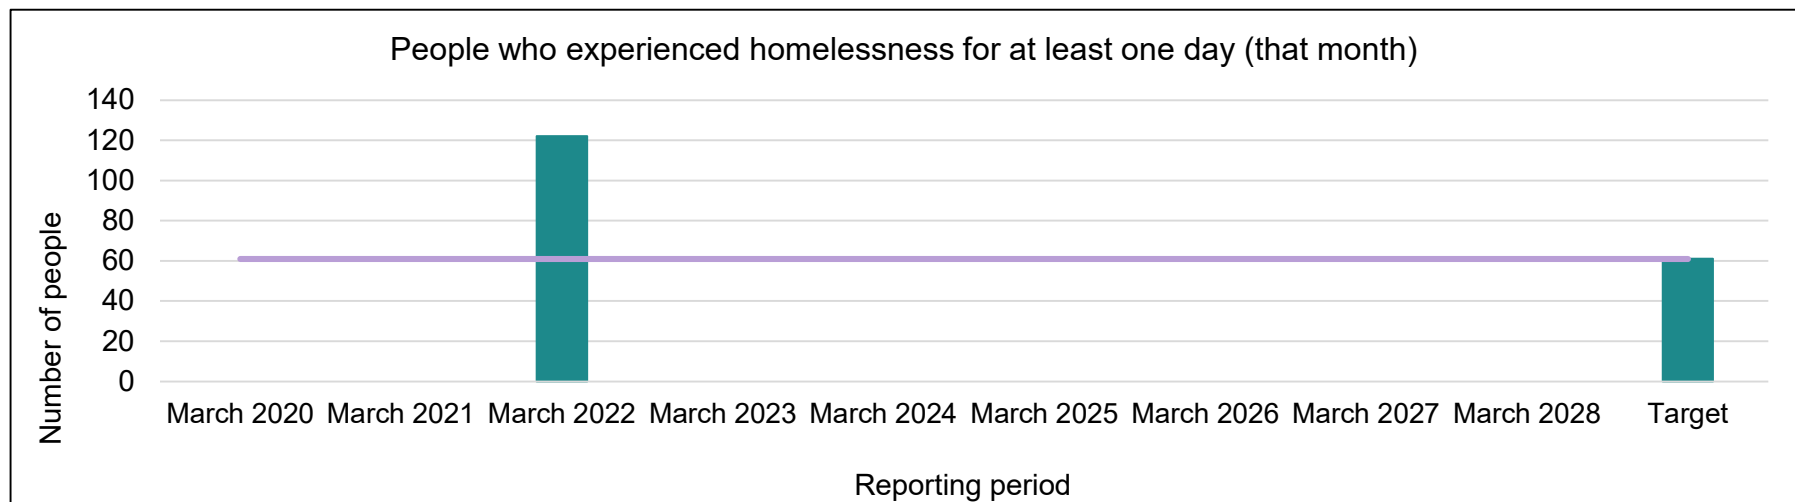 People who experienced homelessness for at least one day (that month)
Number of people
140
120
100
80
60
40
20
0
March 2020 March 2021 March 2022 March 2023 March 2024 March 2025 March 2026 March 2027 March 2028 Target
Reporting period